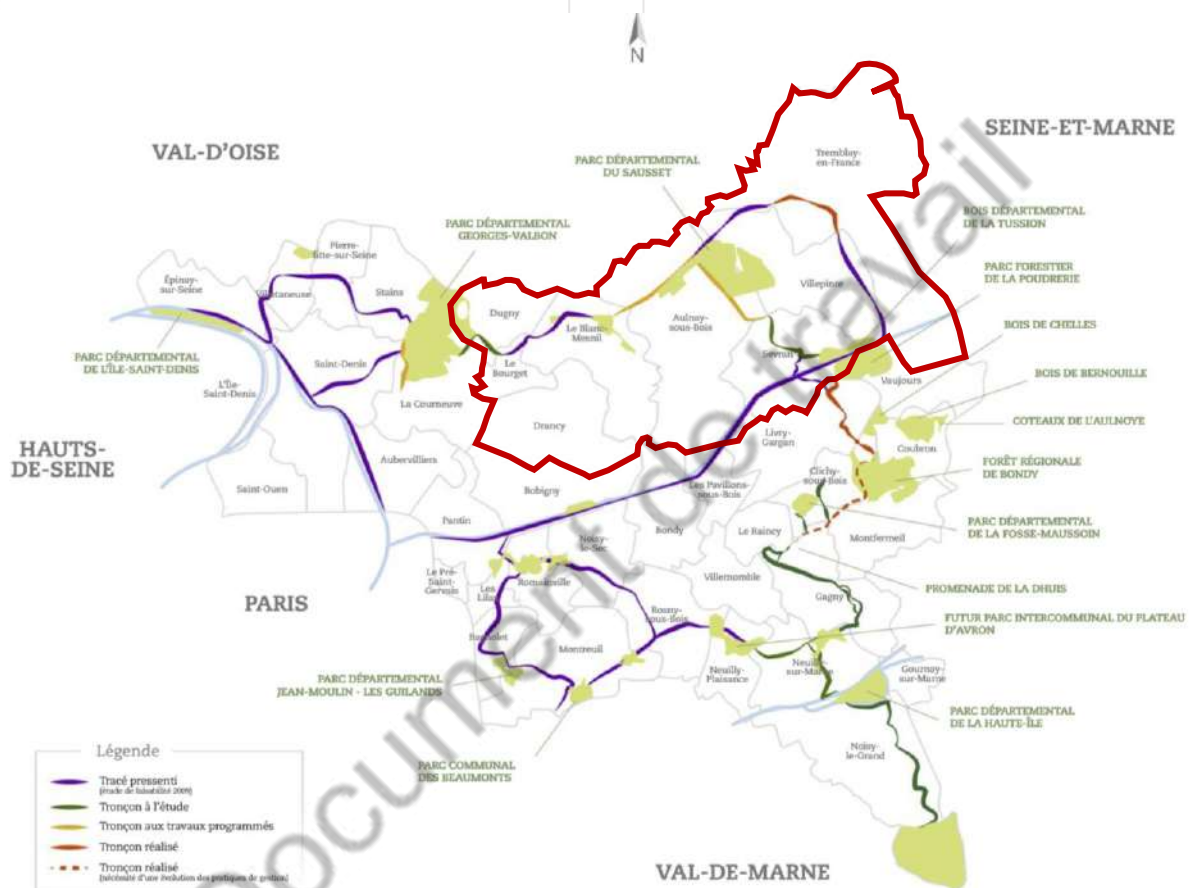 N
VAL-D'OISE
SEINE-ET-MARNE
Tremblay-
en-France
PARC DÉPARTEMENTAL
DU SAUSSET
BOIS DÉPARTEMENTAL
DE LA TUSSION
PARC DÉPARTEMENTAL
GEORGES-VALBON
PARC FORESTIER
DE LA POUDRERIE
Épinay-
sur-Seine
Pierre-
fitte-sur-Seine
Villetaneuse
Stains
Dugny
Le Blanc-
Mesnil
Aulnay-
sous-Bois
Villepinte
BOIS DE CHELLES
PARC DÉPARTEMENTAL
DE L'ÎLE-SAINT-DENIS
Saint-Denis
L'Île-
Saint-Denis
Le
Bourget
Sevran
Vaujours
BOIS DE BERNOUILLE
La Courneuve
Drancy
Livry-
Gargan
COTEAUX DE L'AULNOYE
Coubron
HAUTS-
DE-SEINE
Aubervilliers
Saint-Ouen
Bobigny
Les Pavillons-
sous-Bois
Clichy-
sous-Bois
FORÊT RÉGIONALE
DE BONDY
Pantin
Noisy-
le-Sec
Bondy
Le Raincy
Montfermeil
PARC DÉPARTEMENTAL
DE LA FOSSE-MAUSSOIN
Le Pré-
Saint-
Gervais
Les
Lilas
Romainville
Villemomble
Gagny
PROMENADE DE LA DHUIS
PARIS
Rosny-
sous-Bois
FUTUR PARC INTERCOMMUNAL DU PLATEAU
D'AVRON
Bagnolet
Montreuil
Neuilly-
Plaisance
Neuilly-
sur-Marne
Gournay-
sur-Marne
PARC DÉPARTEMENTAL
JEAN-MOULIN - LES GUILANDS
PARC DÉPARTEMENTAL
DE LA HAUTE-ÎLE
Noisy-
le-Grand
PARC COMMUNAL
DES BEAUMONTS
Légende
Tracé pressenti
(étude de faisabilité 2009)
Tronçon à l'étude
Tronçon aux travaux programmés
Tronçon réalisé
Tronçon réalisé
(nécessité d'une évolution des pratiques de gestion)
VAL-DE-MARNE
Document de travail